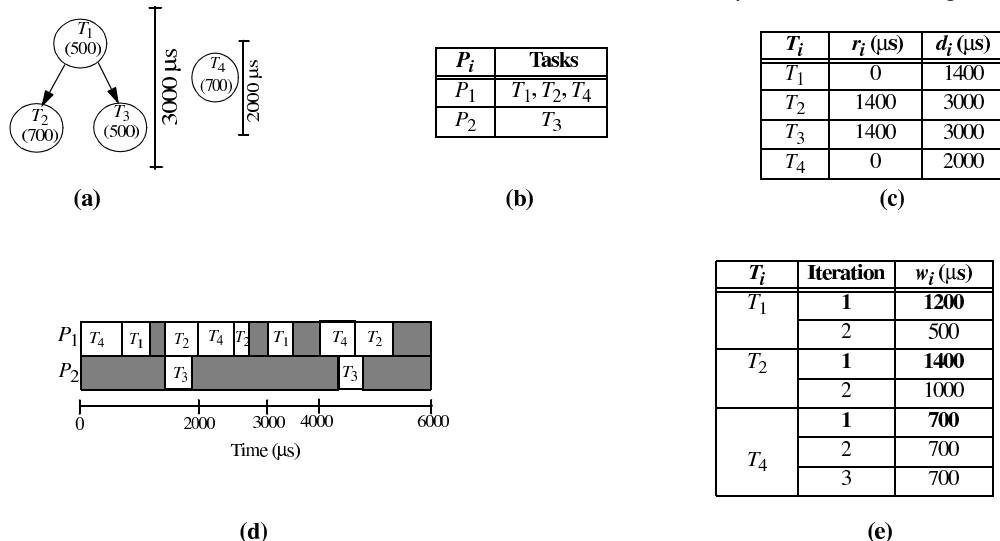 T1
(500)
T2
(700)
T3
(500)
3000 μs
T4
(700)
2000 μs
(a)
Pi Tasks
P1 T1, T2, T4
P2 T3
(b)
Ti ri (μs) di (μs)
T1 0 1400
T2 1400 3000
T3 1400 3000
T4 0 2000
(c)
P1 T4 T1 T2 T4 T2 T1 T4 T2
P2 T3 T3
0 2000 3000 4000 6000
Time (μs)
(d)
Ti Iteration wi (μs)
T1 1 1200
2 500
T2 1 1400
2 1000
T4 1 700
2 700
3 700
(e)